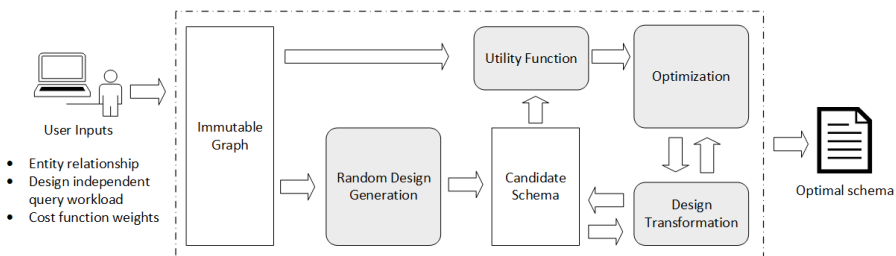 User Inputs
• Entity relationship
• Design independent
query workload
• Cost function weights
Immutable
Graph
Random Design
Generation
Utility Function
Candidate
Schema
Optimization
Design
Transformation
Optimal schema